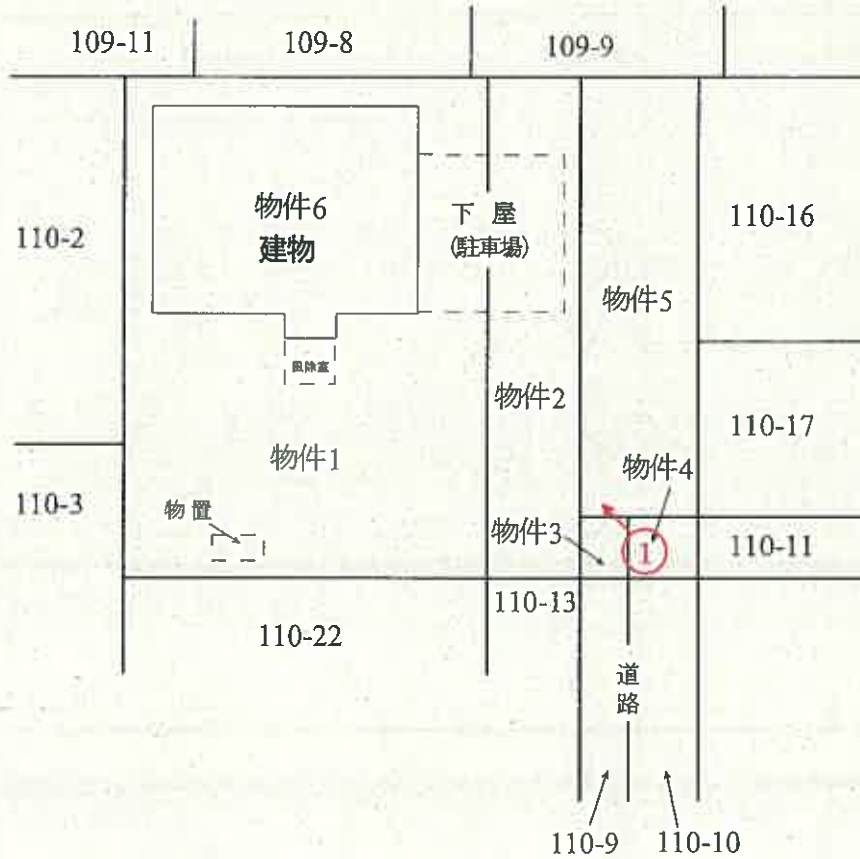 109-11
109-8
109-9
110-2
物件6
建物
下 屋
(駐車場)
110-16
物件5
風除室
物件2
110-17
物件1
物件4
110-3
物 置
物件3
①
110-11
110-13
110-22
道
路
110-9
110-10